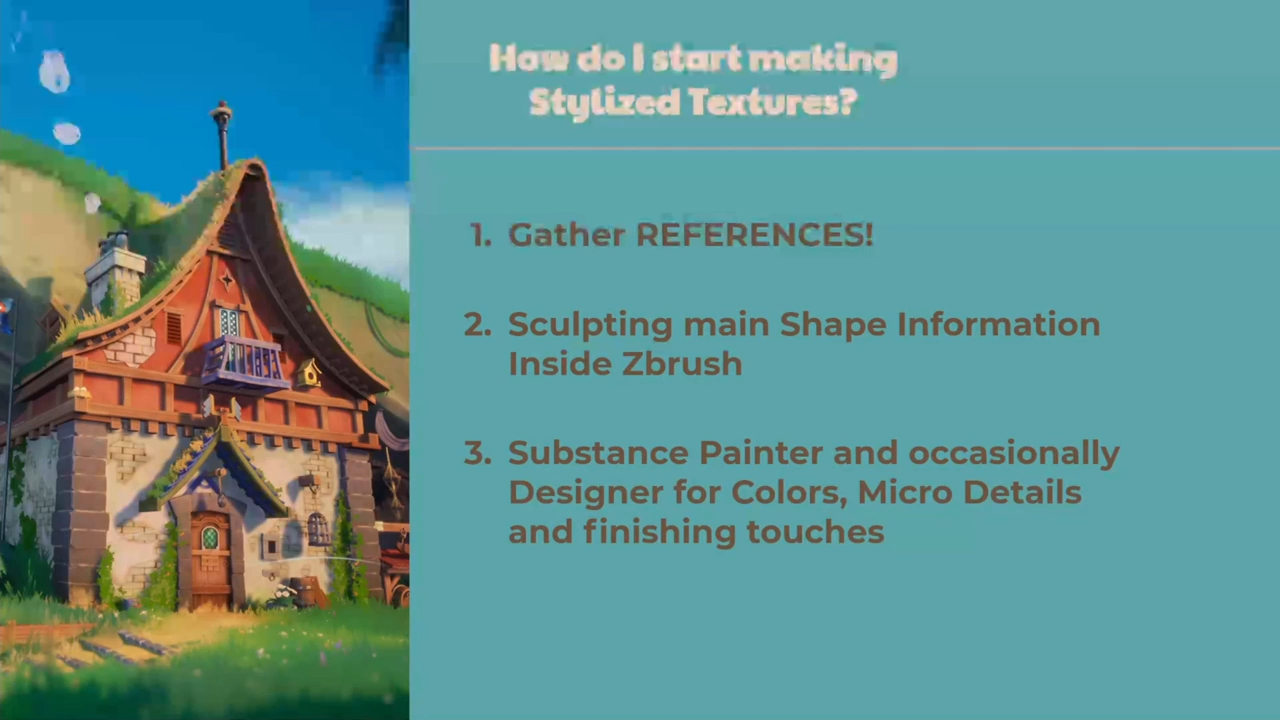 How do I start making
Stylized Textures?
1. Gather REFERENCES!
2. Sculpting main Shape Information
Inside Zbrush
3. Substance Painter and occasionally
Designer for Colors, Micro Details
and finishing touches